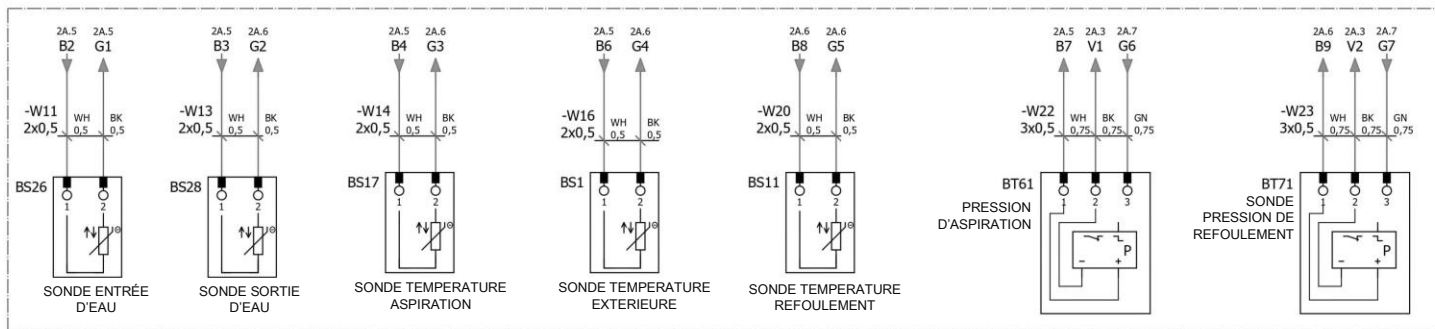 2A.5 2A.5
B2 G1
-W11
2x0,5
WH BK
0,5 0,5
BS26
1 2
θ
SONDE ENTRÉE
D'EAU
2A.5 2A.6
B3 G2
-W13
2x0,5
WH BK
0,5 0,5
BS28
1 2
θ
SONDE SORTIE
D'EAU
2A.5 2A.6
B4 G3
-W14
2x0,5
WH BK
0,5 0,5
BS17
1 2
θ
SONDE TEMPERATURE
ASPIRATION
2A.5 2A.6
B6 G4
-W16
2x0,5
WH BK
0,5 0,5
BS1
1 2
θ
SONDE TEMPERATURE
EXTERIEURE
2A.6 2A.6
B8 G5
-W20
2x0,5
WH BK
0,5 0,5
BS11
1 2
θ
SONDE TEMPERATURE
REFOULEMENT
2A.5 2A.3 2A.7
B7 V1 G6
-W22
3x0,5
WH BK GN
0,75 0,75 0,75
BT61
1 2 3
PRESSION
D'ASPIRATION
P
- +
2A.6 2A.3 2A.7
B9 V2 G7
-W23
3x0,5
WH BK GN
0,75 0,75 0,75
BT71
1 2 3
SONDE
PRESSION DE
REFOULEMENT
P
- +